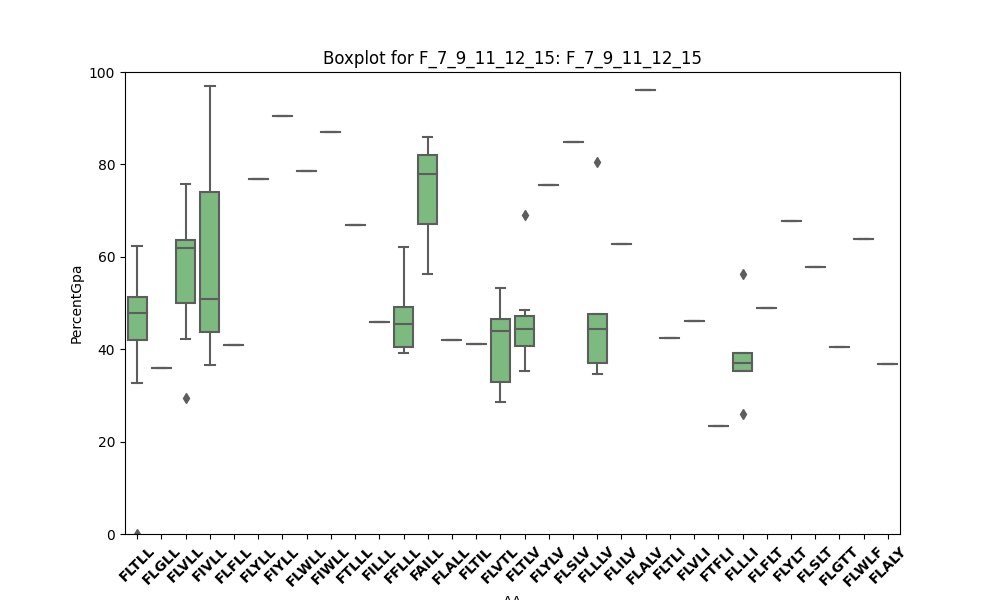 Boxplot for F_7_9_11_12_15: F_7_9_11_12_15
100
80
60
40
20
0
PercentGpa
FLTLL
FLGLL
FLVLL
FIVLL
FLFLL
FLYLL
FIYLL
FLWLL
FIWLL
FTLLL
FILLL
FFLLL
FAILL
FLALL
FLTIL
FLVTL
FLTLV
FLYLV
FLSLV
FLLLV
FLILV
FLAILV
FLTLI
FLVLI
FTFLI
FLLLI
FLFLT
FLYLT
FLSLT
FLGTT
FLWLF
FLALY
AA